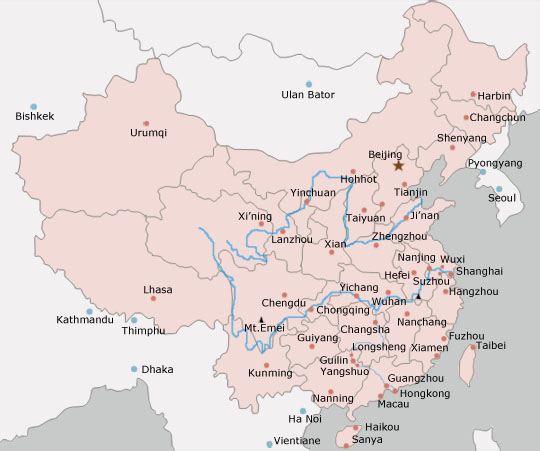 Harbin
Ulan Bator
Bishkek
Changchun
Urumqi
Shenyang
Beijing
Pyongyang
Hohhot
Tianjin
Yinchuan
Seoul
Taiyuan
Ji'nan
Xi'ning
Lanzhou
Zhengzhou
Xian
Nanjing
Wuxi
Hefei
Shanghai
Suzhou
Lhasa
Yichang
Hangzhou
Chengdu
Wuhan
Chongqing
Kathmandu
Thimphu
Nanchang
Mt.Emei
Changsha
Guiyang
Longsheng
Fuzhou
Taibei
Xiamen
Guilin
Dhaka
Kunming
Yangshuo
Guangzhou
Hongkong
Nanning
Macau
Ha Noi
Haikou
Vientiane
Sanya